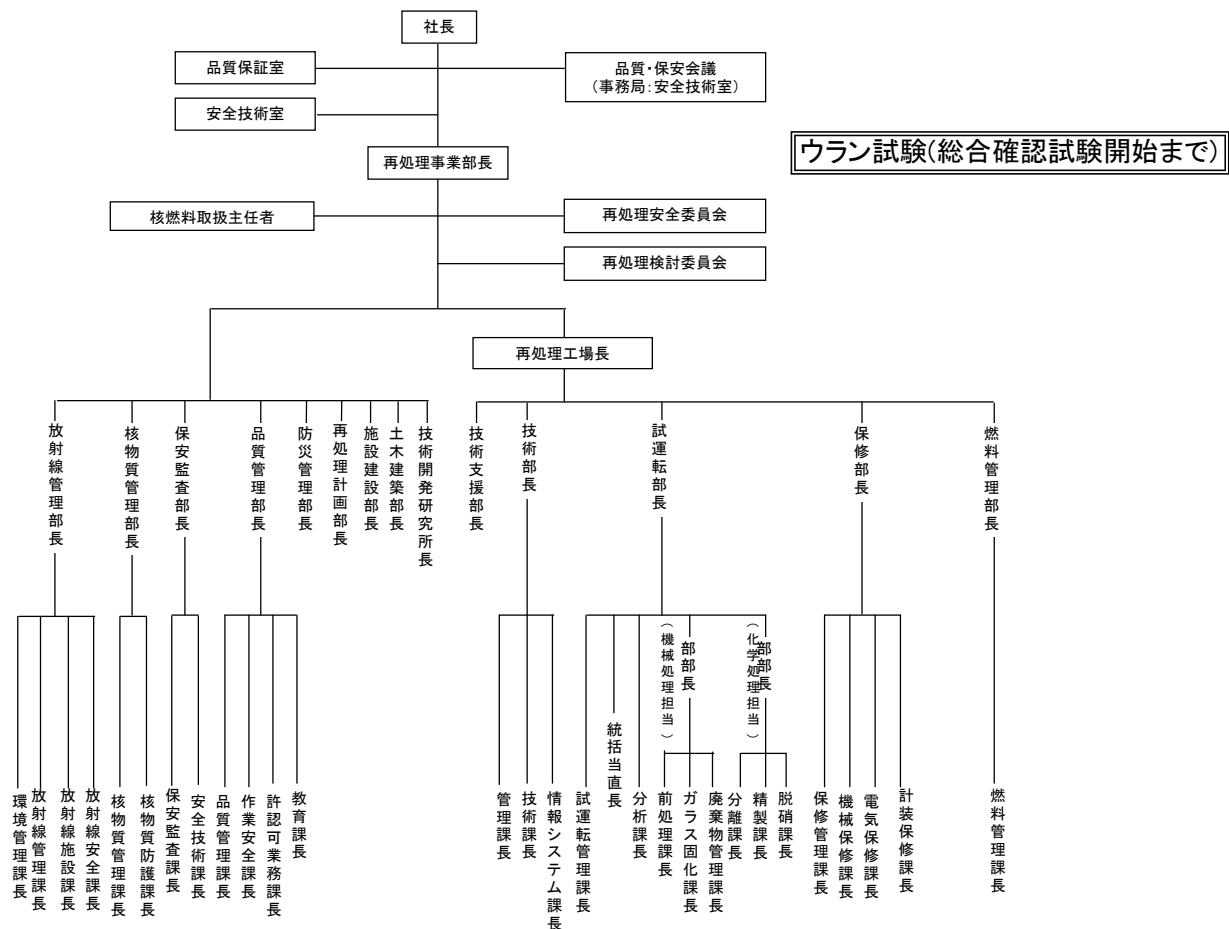 社長
品質保証室
品質・保安会議
(事務局:安全技術室)
安全技術室
ウラン試験(総合確認試験開始まで)
再処理事業部長
核燃料取扱主任者
再処理安全委員会
再処理検討委員会
再処理工場長
放射線管理部長
核物質管理部長
保安監査部長
品質管理部長
防災管理部長
再処理計画部長
施設建設部長
土木建築部長
技術開発研究所長
技術支援部長
技術部長
試運転部長
保修部長
燃料管理部長
(機械処理担当)
部部長
(化学処理担当)
部部長
環境管理課長
放射線管理課長
放射線施設課長
放射線安全課長
核物質管理課長
核物質防護課長
保安監査課長
安全技術課長
品質管理課長
作業安全課長
許認可業務課長
教育課長
管理課長
技術課長
情報システム課長
試運転管理課長
統括当直長
分析課長
前処理課長
ガラス固化課長
廃棄物管理課長
分離課長
精製課長
脱硝課長
保修管理課長
機械保修課長
電気保修課長
計装保修課長
燃料管理課長